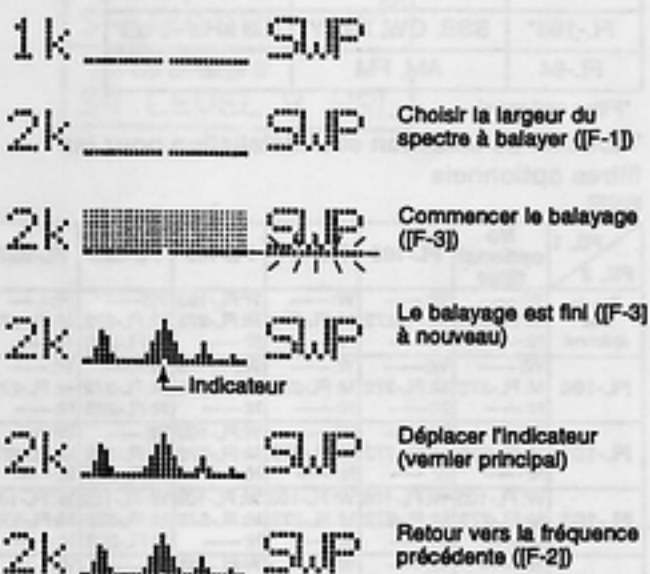 1k SWP
2k SWP
Choisir la largeur du
spectre à balayer ([F-1])
2k SWP
Commencer le balayage
([F-3])
2k SWP
Le balayage est fini ([F-3]
à nouveau)
Indicateur
2k SWP
Déplacer l'indicateur
(vernier principal)
2k SWP
Retour vers la fréquence
précédente ([F-2])